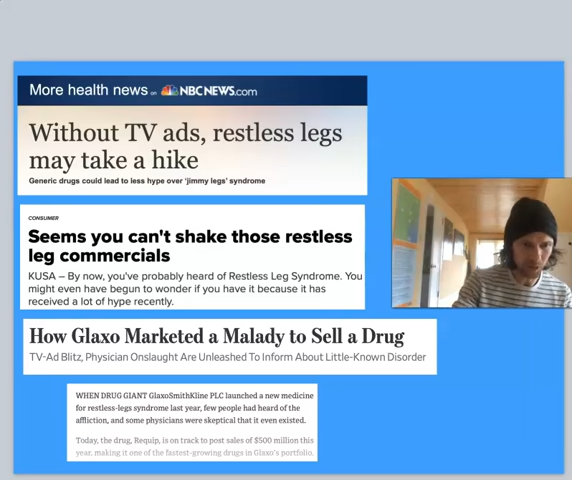 More health news on NBCNEWS.com
Without TV ads, restless legs
may take a hike
Generic drugs could lead to less hype over 'jimmy legs' syndrome
CONSUMER
Seems you can't shake those restless
leg commercials
KUSA – By now, you've probably heard of Restless Leg Syndrome. You
might even have begun to wonder if you have it because it has
received a lot of hype recently.
How Glaxo Marketed a Malady to Sell a Drug
TV-Ad Blitz, Physician Onslaught Are Unleashed To Inform About Little-Known Disorder
WHEN DRUG GIANT GlaxoSmithKline PLC launched a new medicine
for restless-legs syndrome last year, few people had heard of the
affliction, and some physicians were skeptical that it even existed.
Today, the drug, Requip, is on track to post sales of $500 million this
year, making it one of the fastest-growing drugs in Glaxo's portfolio.